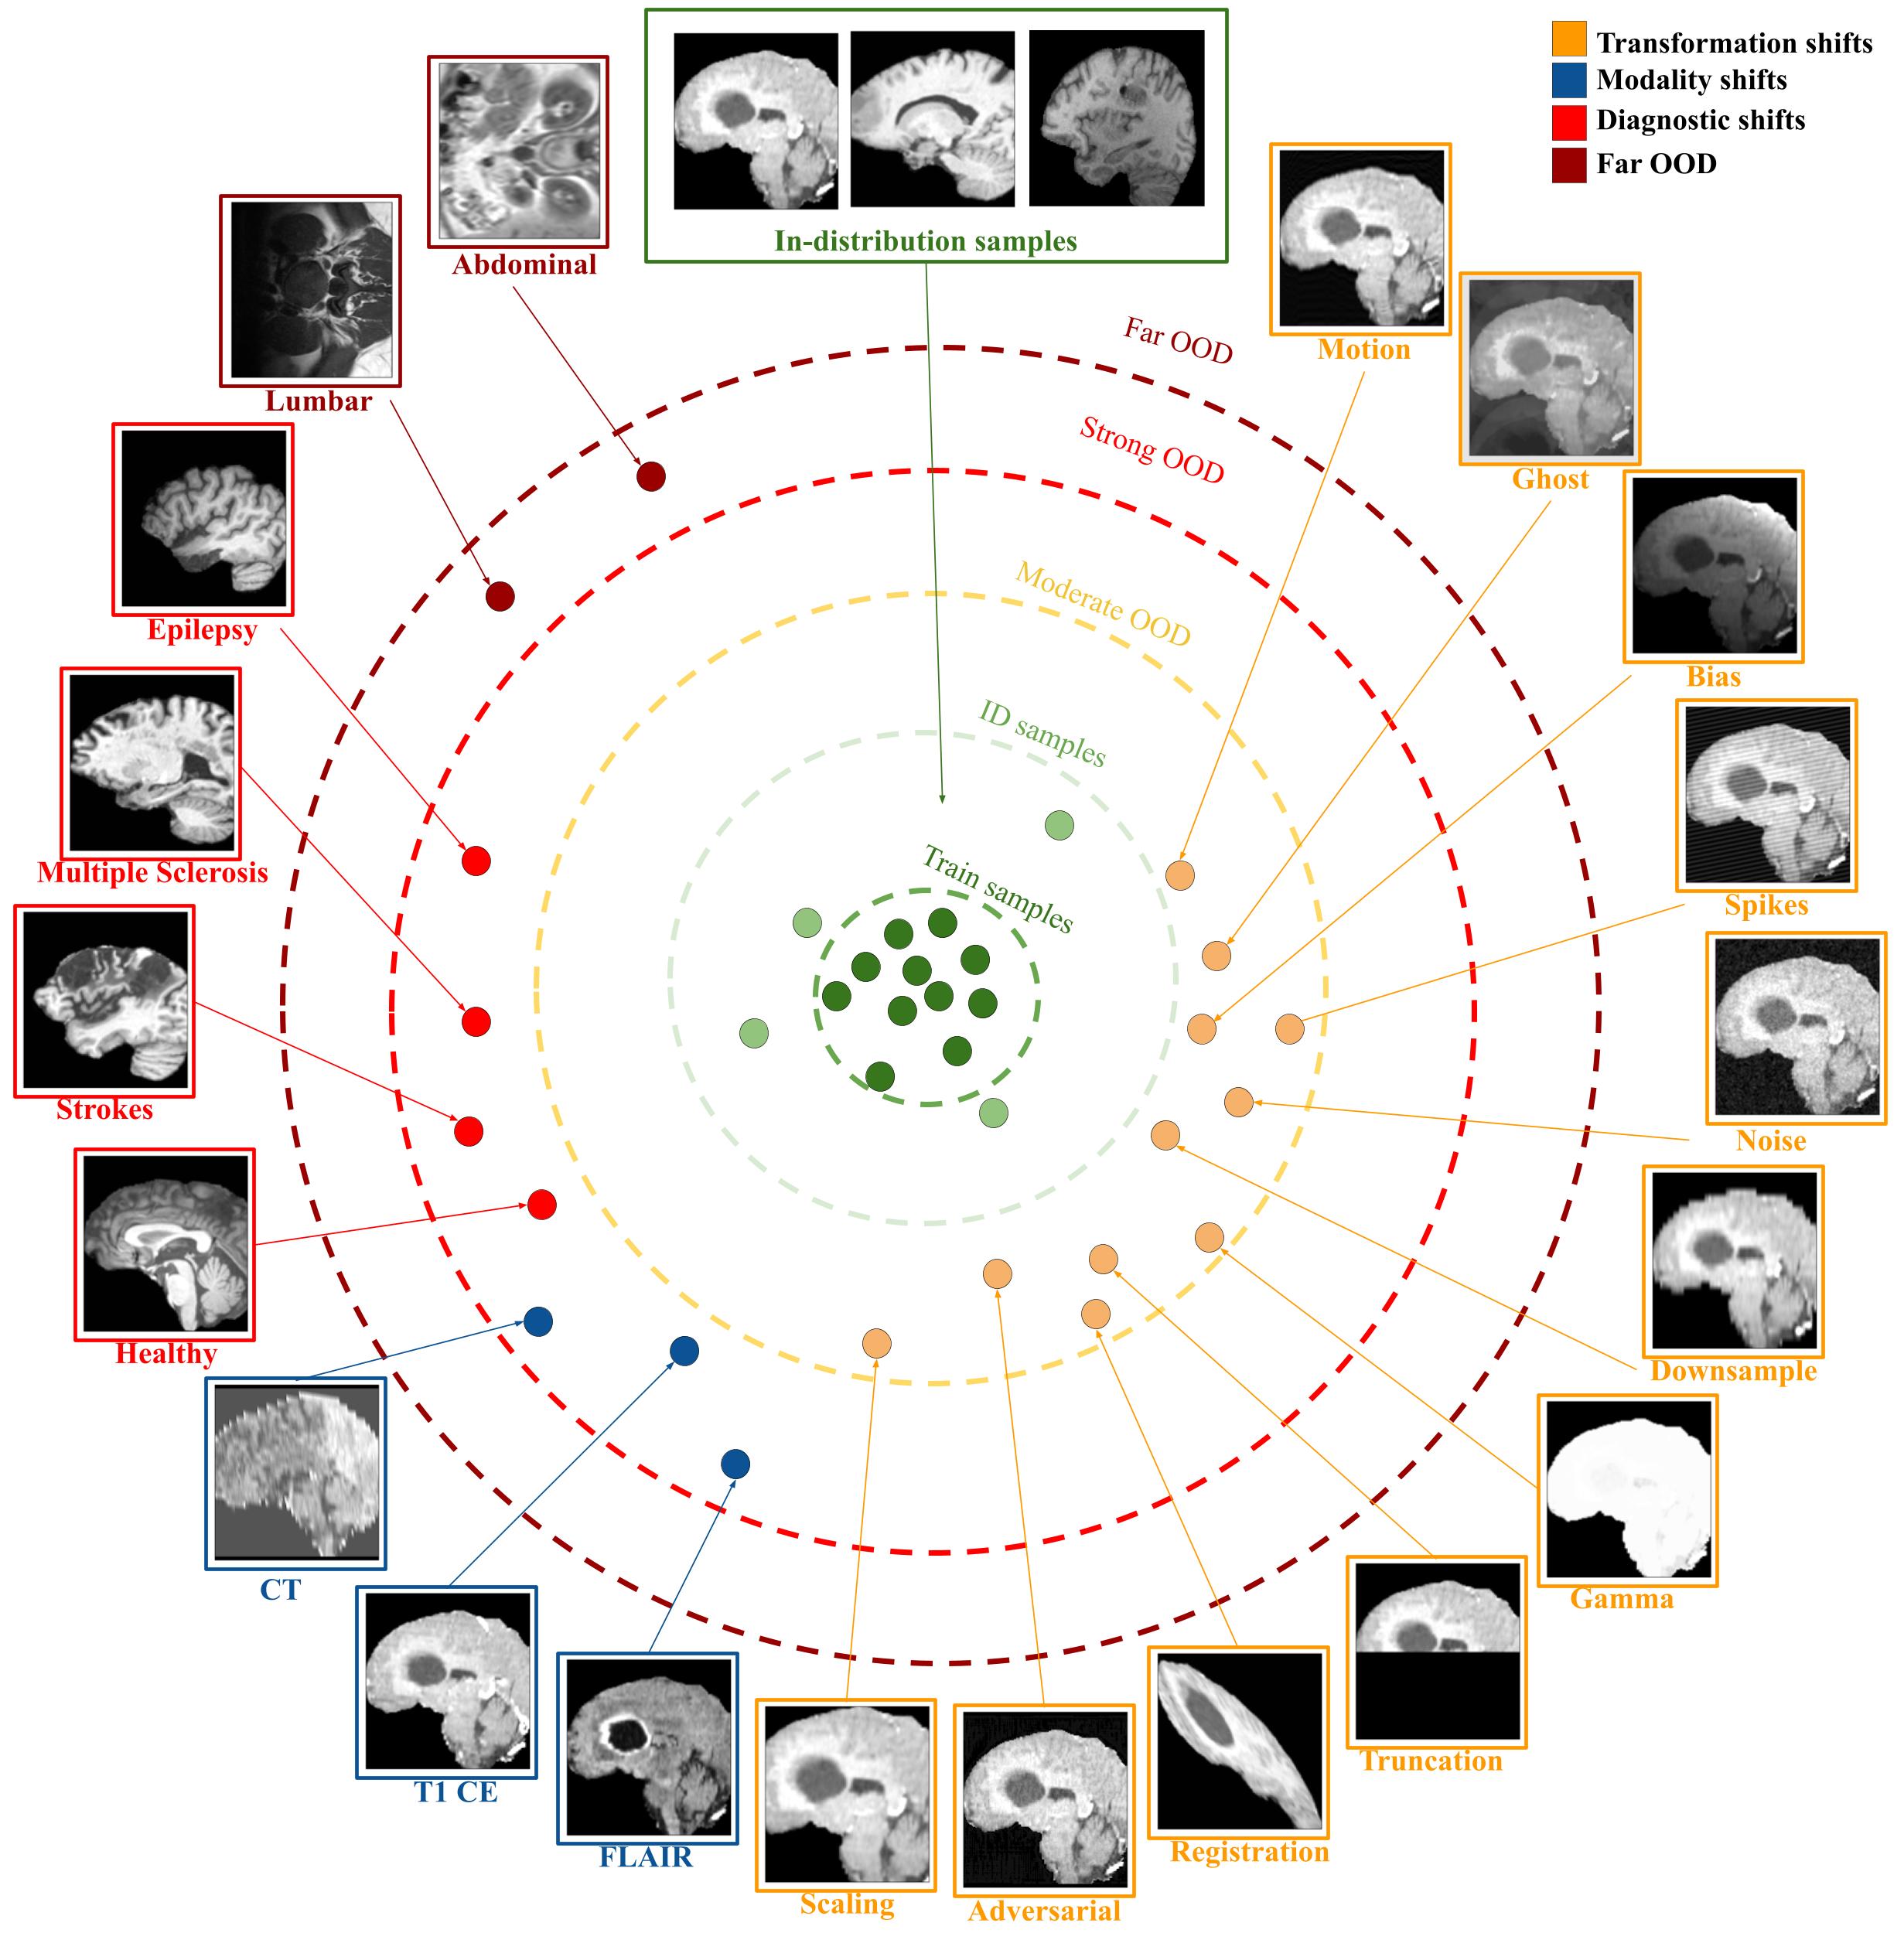 Transformation shifts
Modality shifts
Diagnostic shifts
Far OOD
In-distribution samples
Abdominal
Lumbar
Motion
Far OOD
Ghost
Strong OOD
Epilepsy
Moderate OOD
Bias
ID samples
Multiple Sclerosis
Train samples
Spikes
Strokes
Noise
Healthy
Downsample
CT
Gamma
T1 CE
Truncation
FLAIR
Registration
Scaling
Adversarial